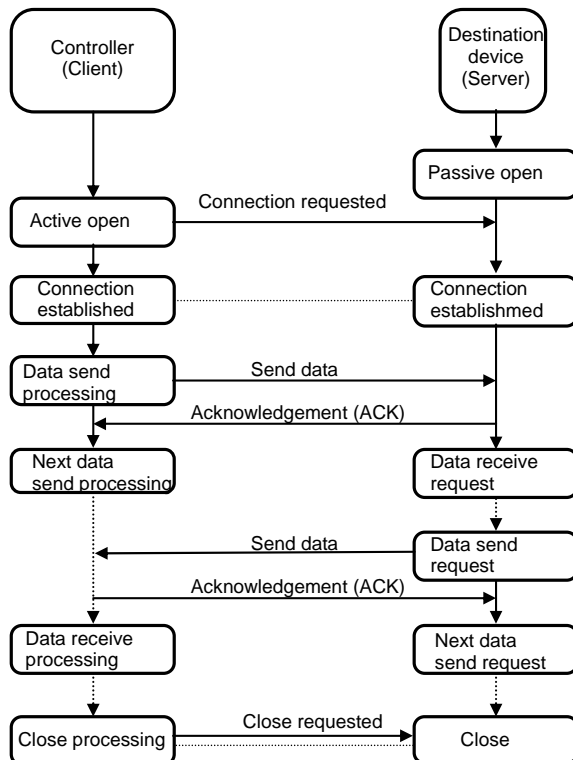 Controller
(Client)
Destination
device
(Server)
Passive open
Connection requested
Active open
Connection
established
Connection
establishmed
Data send
processing
Send data
Acknowledgement (ACK)
Next data
send processing
Data receive
request
Send data
Data send
request
Acknowledgement (ACK)
Data receive
processing
Next data
send request
Close requested
Close processing
Close